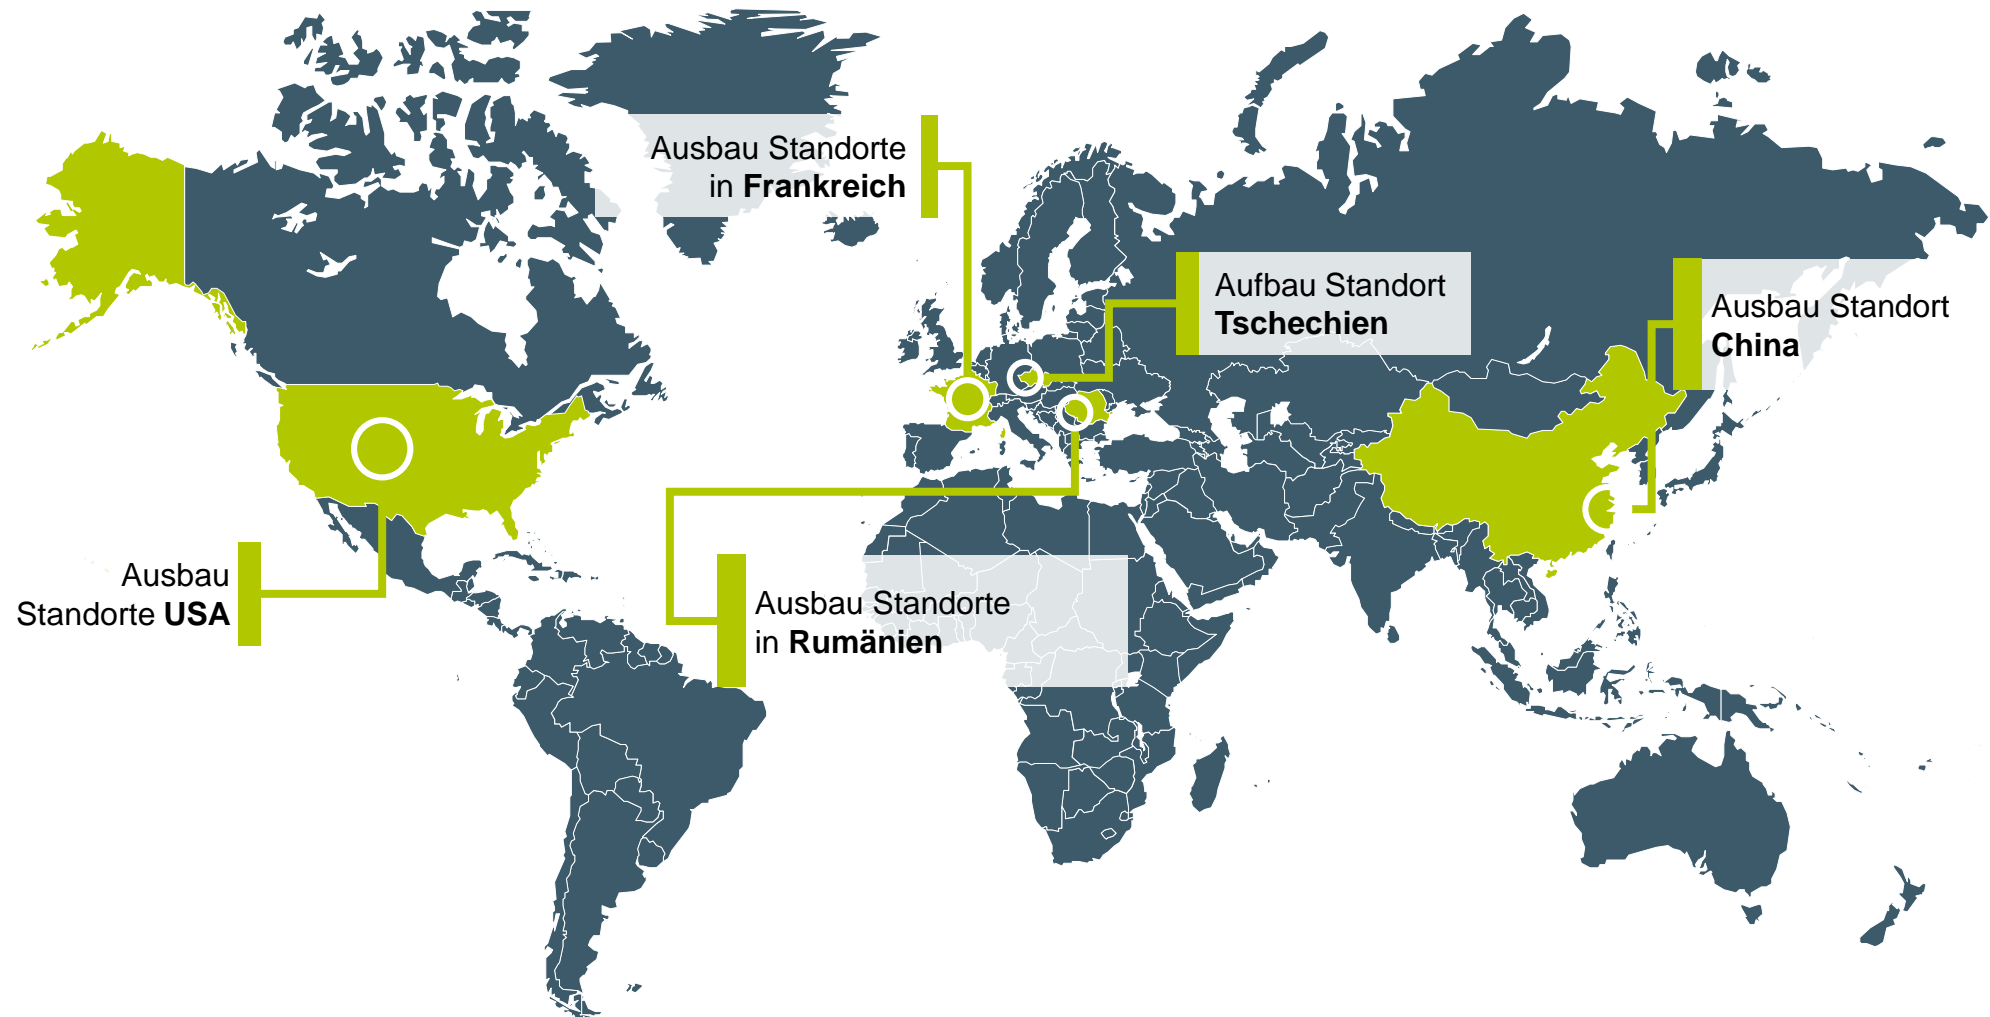 Ausbau Standorte
in Frankreich
Aufbau Standort
Tschechien
Ausbau Standort
China
Ausbau
Standorte USA
Ausbau Standorte
in Rumänien